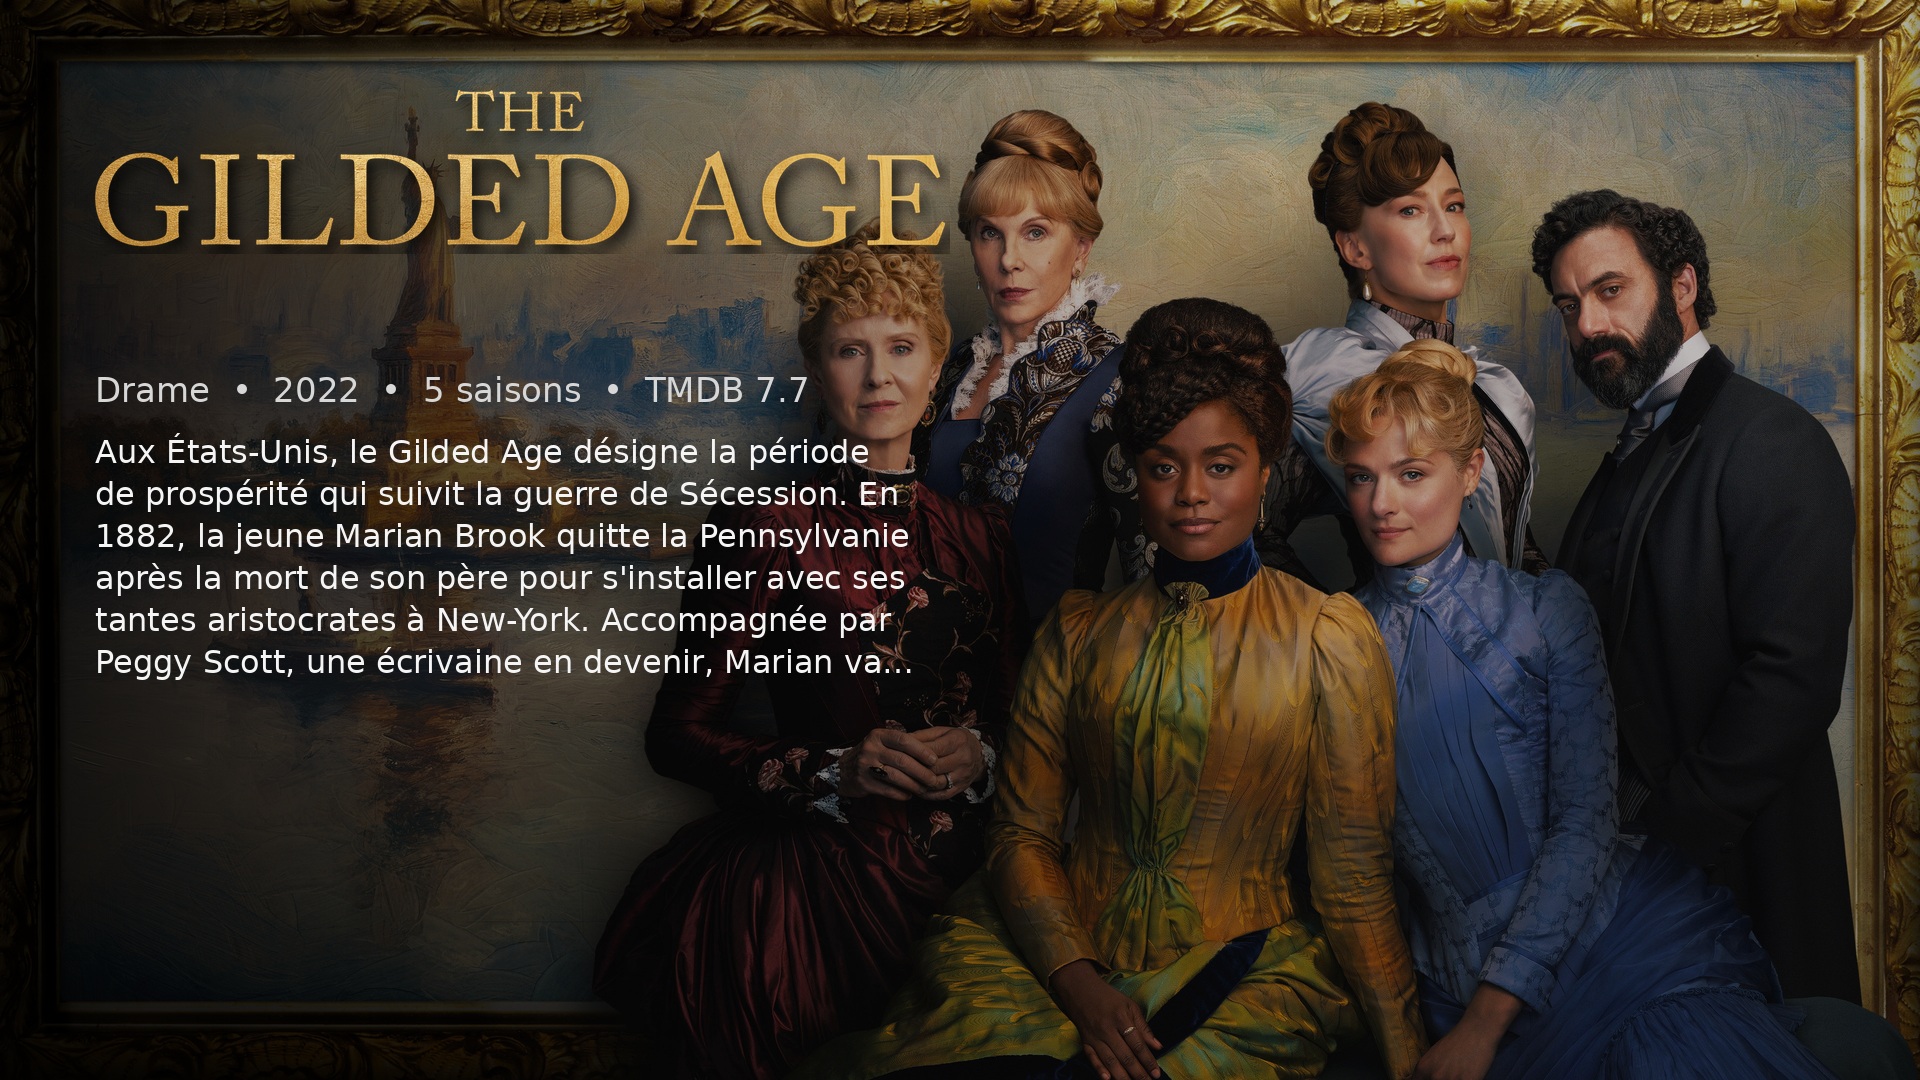 THE
GILDED AGE
Drame • 2022 • 5 saisons • TMDB 7.7
Aux États-Unis, le Gilded Age désigne la période
de prospérité qui suivit la guerre de Sécession. En
1882, la jeune Marian Brook quitte la Pennsylvanie
après la mort de son père pour s'installer avec ses
tantes aristocrates à New-York. Accompagnée par
Peggy Scott, une écrivaine en devenir, Marian va...